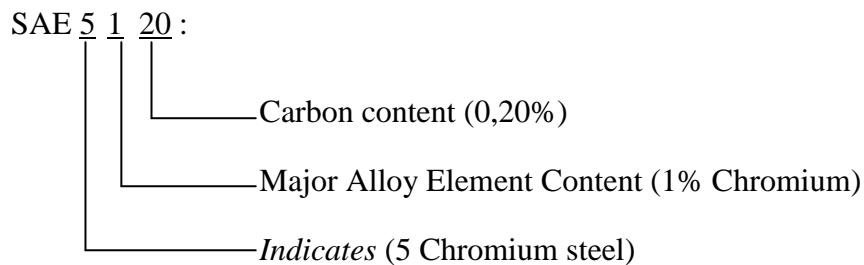 SAE 5 1 20 :
Carbon content (0,20%)
Major Alloy Element Content (1% Chromium)
Indicates (5 Chromium steel)